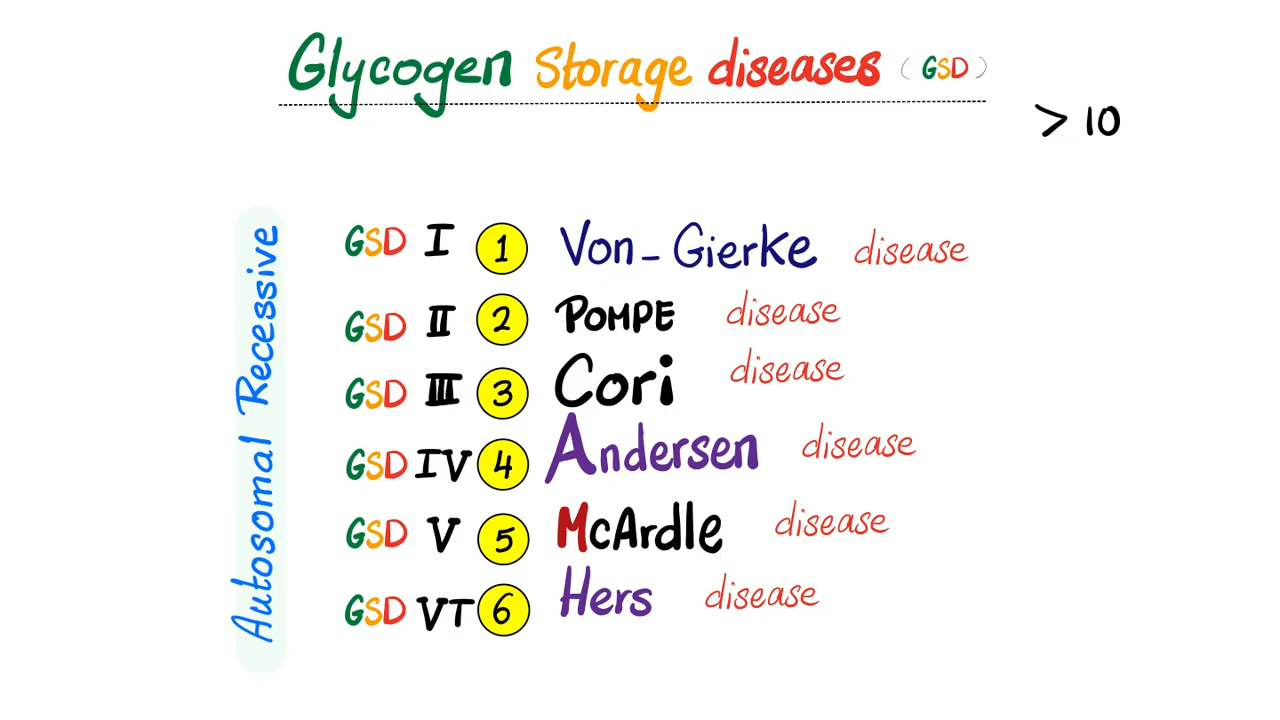 Glycogen Storage diseases (GSD)
> 10
Autosomal Recessive
GSD I 1 Von-Gierke disease
GSD II 2 POMPE disease
GSD III 3 Cori disease
GSD IV 4 Andersen disease
GSD V 5 McArdle disease
GSD VI 6 Hers disease